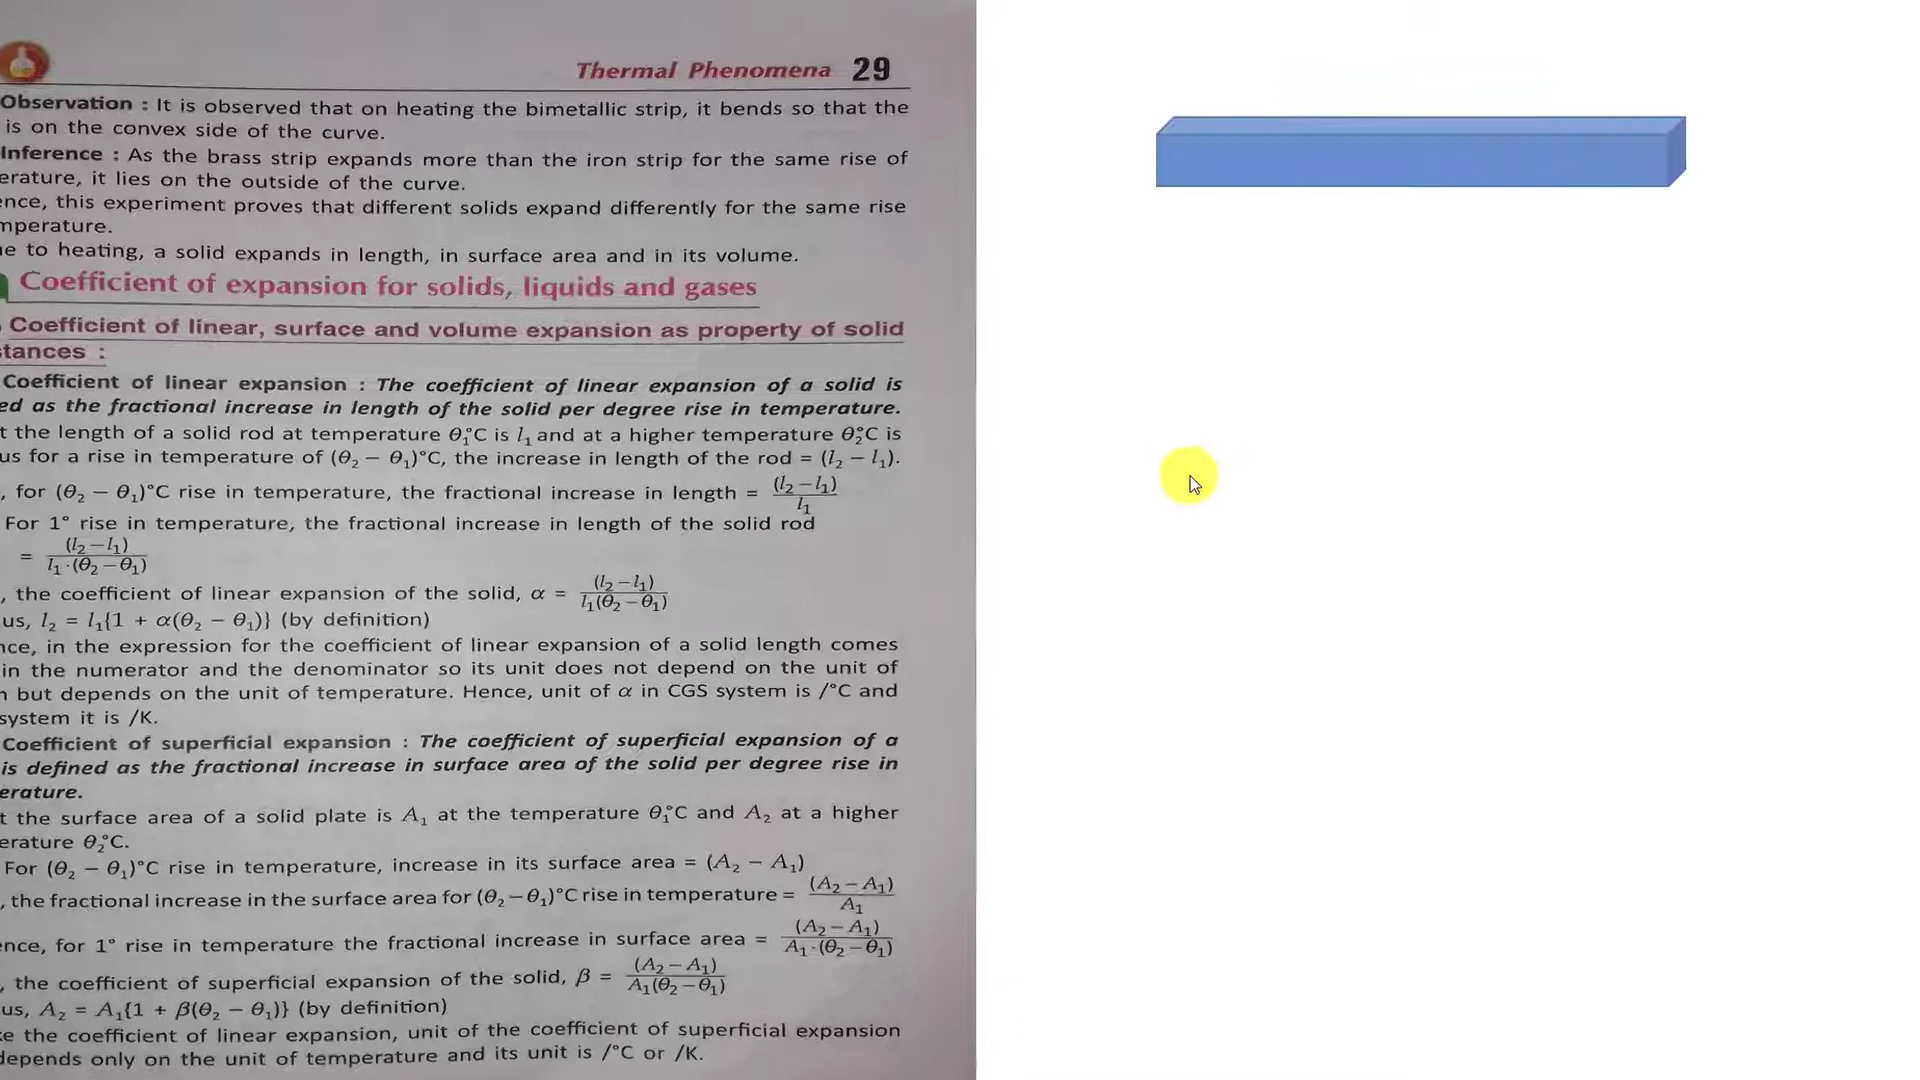 Thermal Phenomena 29
Observation : It is observed that on heating the bimetallic strip, it bends so that the
is on the convex side of the curve.
Inference : As the brass strip expands more than the iron strip for the same rise of
erature, it lies on the outside of the curve.
ence, this experiment proves that different solids expand differently for the same rise
mperature.
ue to heating, a solid expands in length, in surface area and in its volume.
Coefficient of expansion for solids, liquids and gases
Coefficient of linear, surface and volume expansion as property of solid
stances :
Coefficient of linear expansion : The coefficient of linear expansion of a solid is
ed as the fractional increase in length of the solid per degree rise in temperature.
t the length of a solid rod at temperature θ₁°C is l₁ and at a higher temperature θ₂°C is
us for a rise in temperature of (θ₂ − θ₁)°C, the increase in length of the rod = (l₂ − l₁).
, for (θ₂ − θ₁)°C rise in temperature, the fractional increase in length = (l₂−l₁)/l₁
For 1° rise in temperature, the fractional increase in length of the solid rod
= (l₂−l₁)/l₁·(θ₂−θ₁)
, the coefficient of linear expansion of the solid, α = (l₂−l₁)/l₁(θ₂−θ₁)
us, l₂ = l₁{1 + α(θ₂ − θ₁)} (by definition)
nce, in the expression for the coefficient of linear expansion of a solid length comes
in the numerator and the denominator so its unit does not depend on the unit of
h but depends on the unit of temperature. Hence, unit of α in CGS system is /°C and
system it is /K.
Coefficient of superficial expansion : The coefficient of superficial expansion of a
is defined as the fractional increase in surface area of the solid per degree rise in
erature.
t the surface area of a solid plate is A₁ at the temperature θ₁°C and A₂ at a higher
erature θ₂°C.
For (θ₂ − θ₁)°C rise in temperature, increase in its surface area = (A₂ − A₁)
, the fractional increase in the surface area for (θ₂−θ₁)°C rise in temperature = (A₂−A₁)/A₁
ence, for 1° rise in temperature the fractional increase in surface area = (A₂−A₁)/A₁·(θ₂−θ₁)
, the coefficient of superficial expansion of the solid, β = (A₂−A₁)/A₁(θ₂−θ₁)
us, A₂ = A₁{1 + β(θ₂ − θ₁)} (by definition)
ke the coefficient of linear expansion, unit of the coefficient of superficial expansion
depends only on the unit of temperature and its unit is /°C or /K.